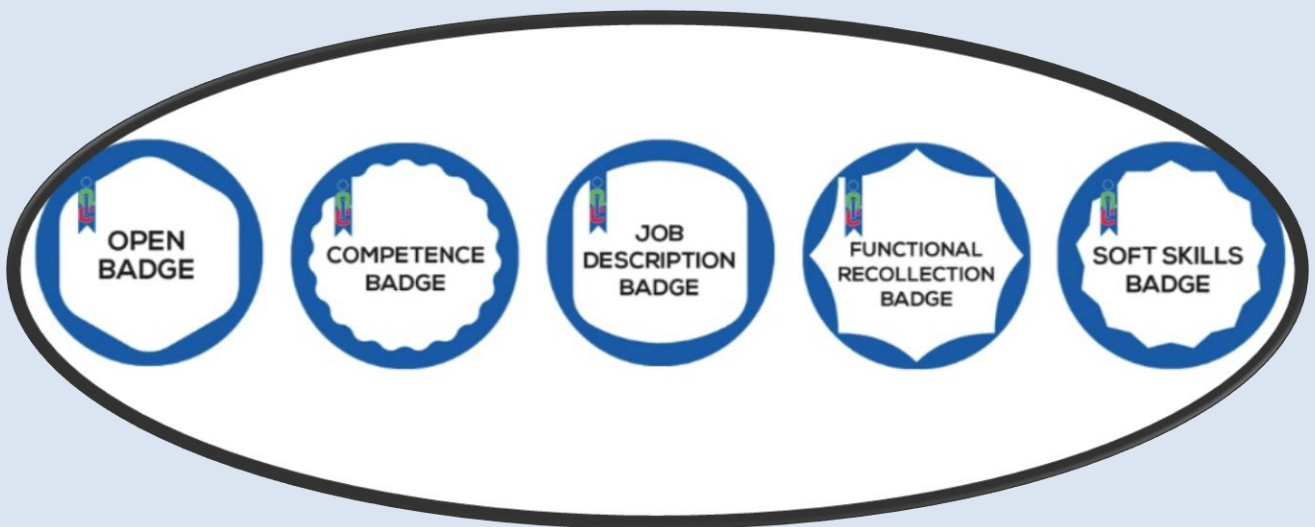 OPEN
BADGE
COMPETENCE
BADGE
JOB
DESCRIPTION
BADGE
FUNCTIONAL
RECOLLECTION
BADGE
SOFT SKILLS
BADGE